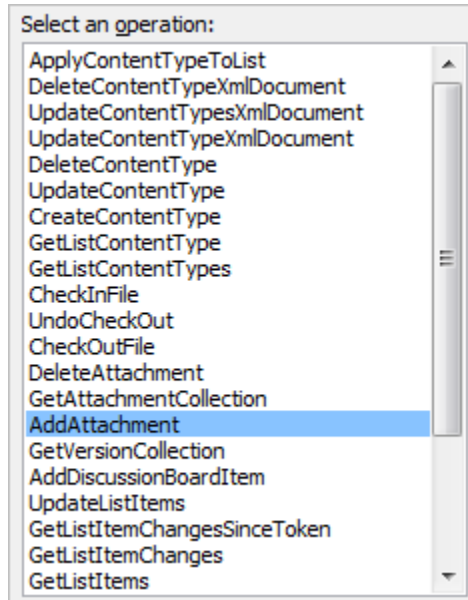 Select an operation:
ApplyContentTypeToList
DeleteContentTypeXmlDocument
UpdateContentTypesXmlDocument
UpdateContentTypeXmlDocument
DeleteContentType
UpdateContentType
CreateContentType
GetListContentType
GetListContentTypes
CheckInFile
UndoCheckOut
CheckOutFile
DeleteAttachment
GetAttachmentCollection
AddAttachment
GetVersionCollection
AddDiscussionBoardItem
UpdateListItems
GetListItemChangesSinceToken
GetListItemChanges
GetListItems